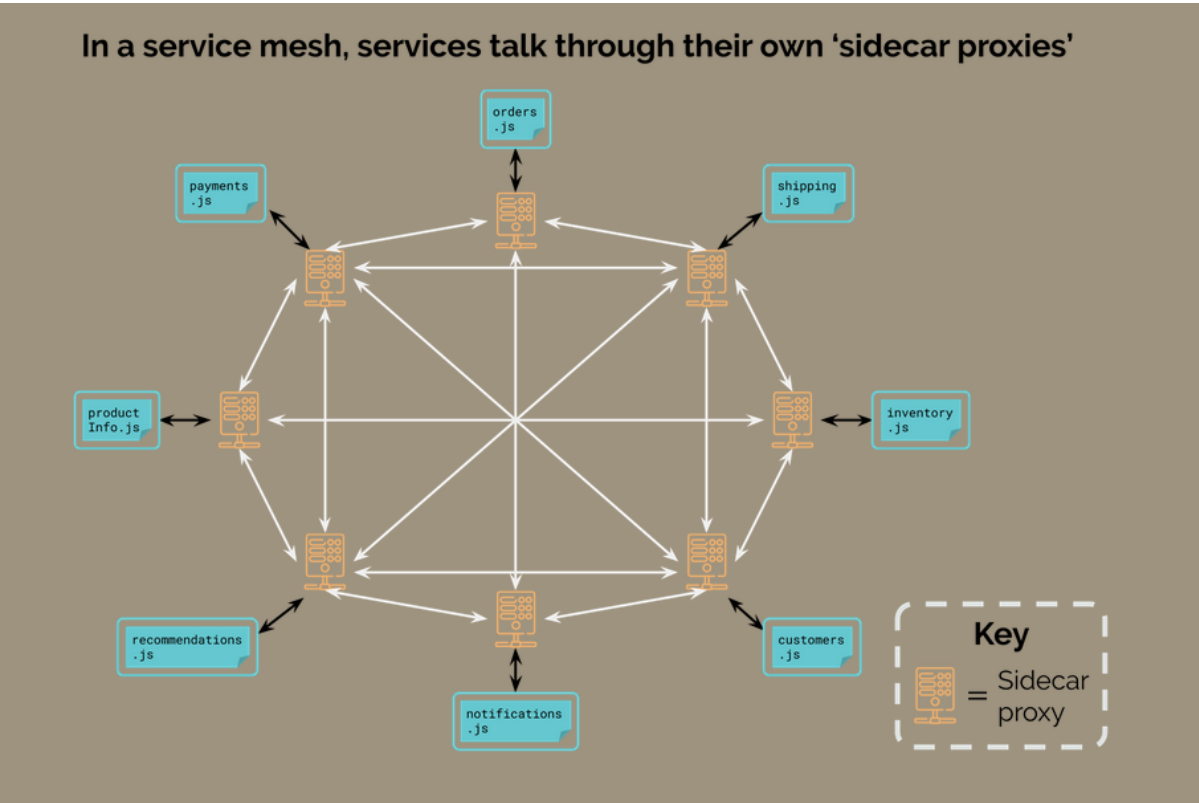 In a service mesh, services talk through their own ‘sidecar proxies’
orders
.js
payments
.js
shipping
.js
product
Info.js
inventory
.js
recommendations
.js
customers
.js
notifications
.js
Key
= Sidecar
proxy